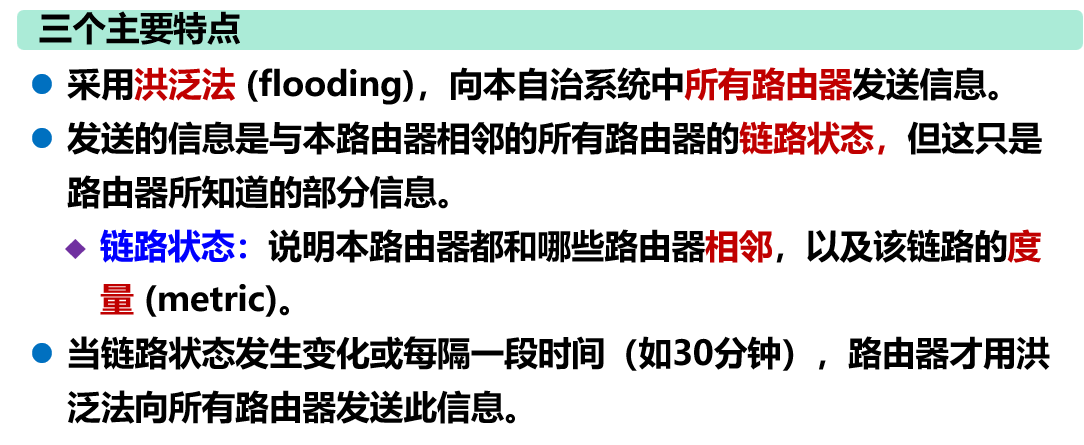 三个主要特点
采用洪泛法 (flooding)，向本自治系统中所有路由器发送信息。
发送的信息是与本路由器相邻的所有路由器的链路状态，但这只是
路由器所知道的部分信息。
链路状态：说明本路由器都和哪些路由器相邻，以及该链路的度
量 (metric)。
当链路状态发生变化或每隔一段时间（如30分钟），路由器才用洪
泛法向所有路由器发送此信息。